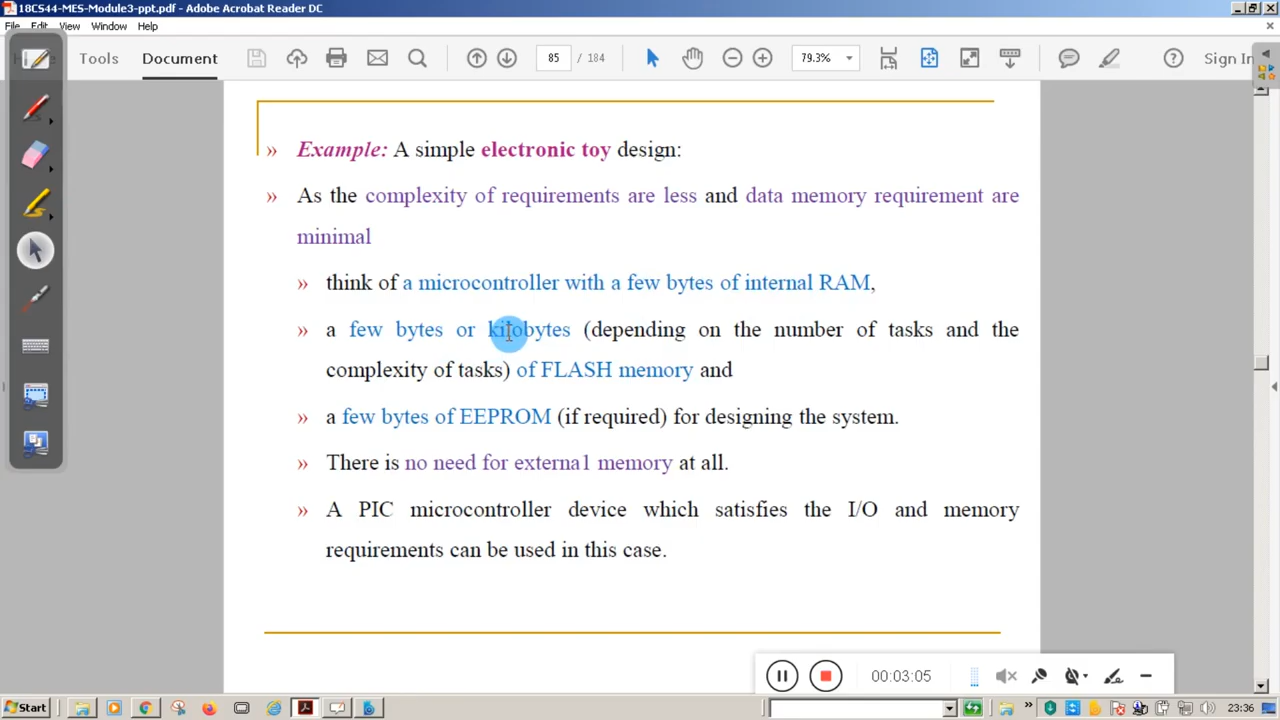 18CS44-MES-Module3-ppt.pdf - Adobe Acrobat Reader DC
File Edit View Window Help
Tools Document 85 / 184 79.3% Sign In
» Example: A simple electronic toy design:
» As the complexity of requirements are less and data memory requirement are
minimal
» think of a microcontroller with a few bytes of internal RAM,
» a few bytes or kilobytes (depending on the number of tasks and the
complexity of tasks) of FLASH memory and
» a few bytes of EEPROM (if required) for designing the system.
» There is no need for external memory at all.
» A PIC microcontroller device which satisfies the I/O and memory
requirements can be used in this case.
00:03:05
Start 23:36